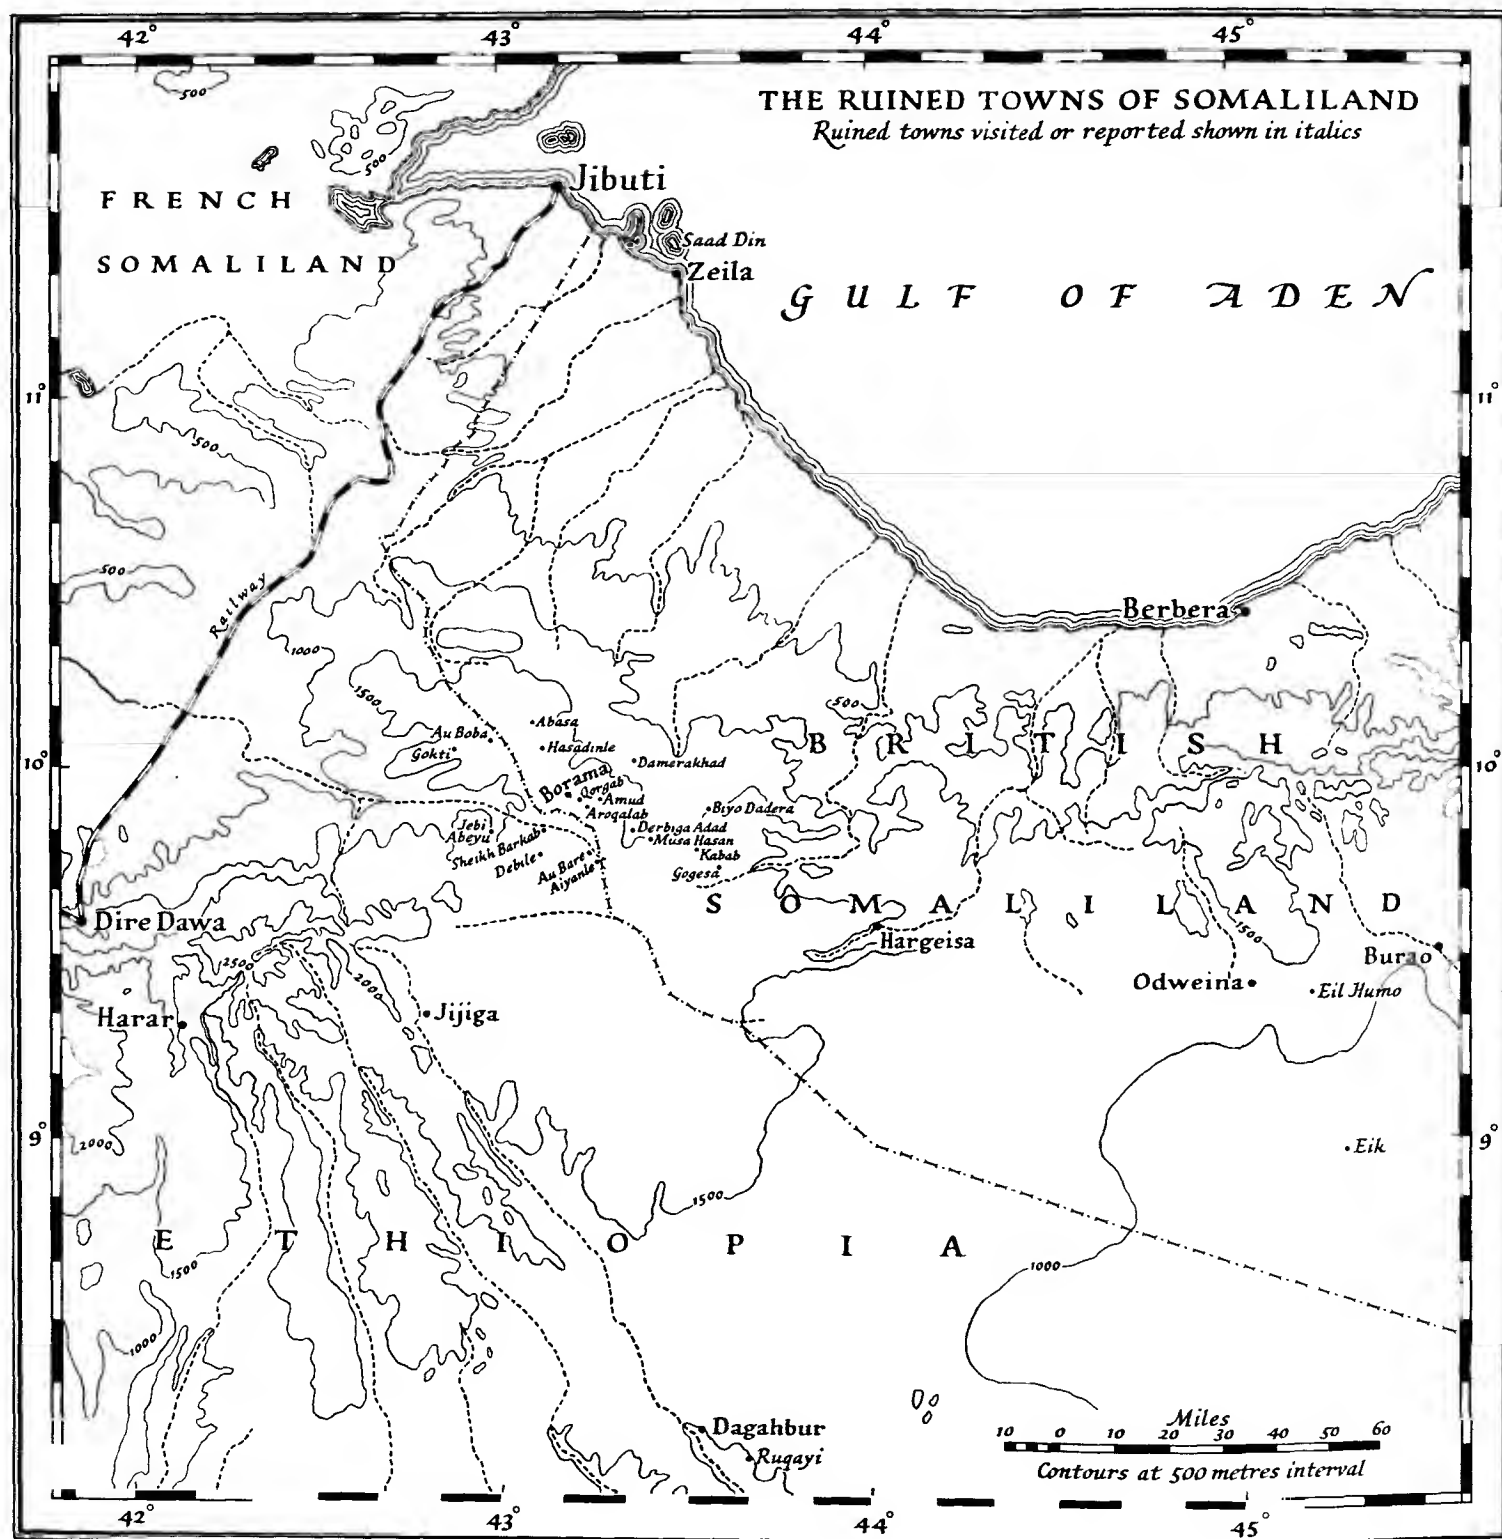 42° 43° 44° 45°
THE RUINED TOWNS OF SOMALILAND
Ruined towns visited or reported shown in italics
500
500
FRENCH
SOMALILAND
Jibuti
Saad Din
Zeila
GULF OF ADEN
11° 11°
500
500
Railway
1000
1500
500
Berbera
Au Boba
Gokti
Abasa
Hasadinle
Damerakhad
BRITISH
10° 10°
Borama
Qorgab
Amud
Aroqalab
Biyo Dadera
Jebi
Abeyu
Sheikh Barkab
Debile
Au Bare
Aiyanle
Derbiga Adad
Musa Hasan
Kabab
Gogesa
SOMALILAND
Dire Dawa
Hargeisa
1500
Burao
2500
2000
Odweina
Eil Humo
Harar
Jijiga
9° 9°
2000
Eik
1500
ETHIOPIA
1500
1000
1000
Dagahbur
Ruqayi
Miles
10 0 10 20 30 40 50 60
Contours at 500 metres interval
42° 43° 44° 45°